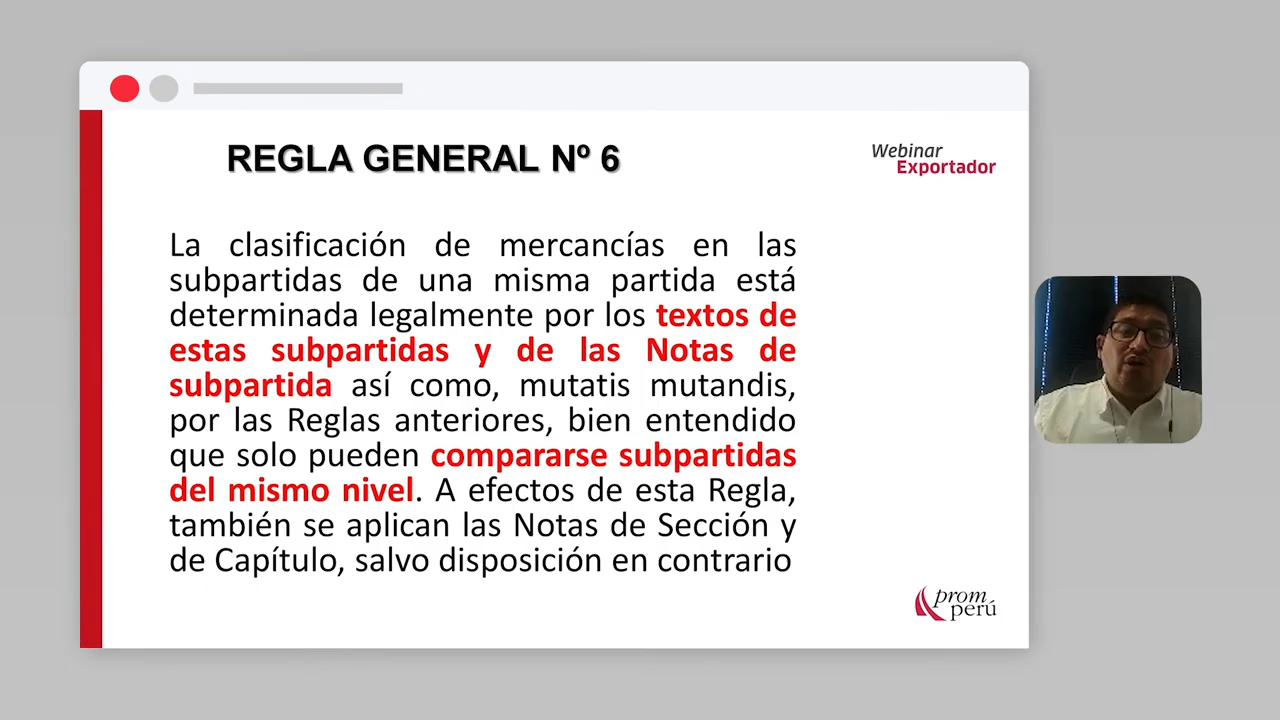 REGLA GENERAL Nº 6
Webinar
Exportador
La clasificación de mercancías en las
subpartidas de una misma partida está
determinada legalmente por los textos de
estas subpartidas y de las Notas de
subpartida así como, mutatis mutandis,
por las Reglas anteriores, bien entendido
que solo pueden compararse subpartidas
del mismo nivel. A efectos de esta Regla,
también se aplican las Notas de Sección y
de Capítulo, salvo disposición en contrario
prom
perú